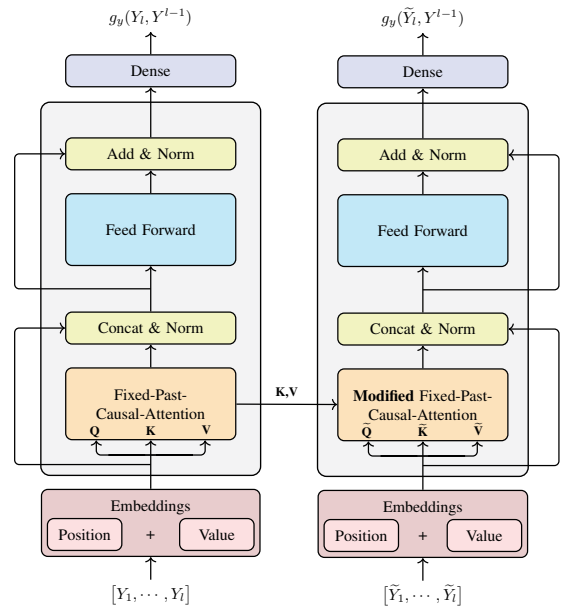 g_y(Y_l, Y^{l−1})
Dense
Add & Norm
Feed Forward
Concat & Norm
Fixed-Past-
Causal-Attention
Q K V
Embeddings
Position + Value
[Y_1, ⋯ , Y_l]
K,V
g_y(Ỹ_l, Y^{l−1})
Dense
Add & Norm
Feed Forward
Concat & Norm
Modified Fixed-Past-
Causal-Attention
Q̃ K̃ Ṽ
Embeddings
Position + Value
[Ỹ_1, ⋯ , Ỹ_l]